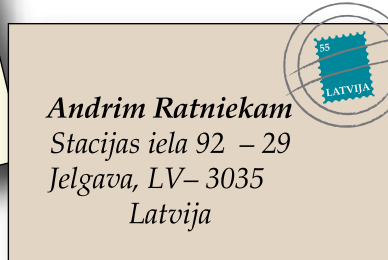 55
LATVIJA
Andrim Ratniekam
Stacijas iela 92 – 29
Jelgava, LV– 3035
Latvija